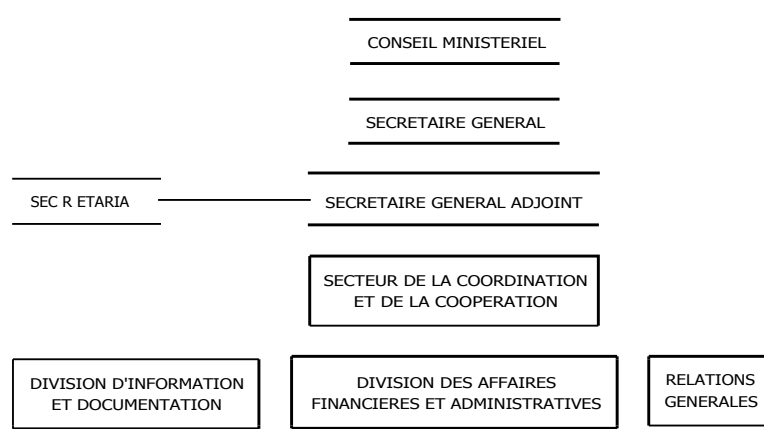 CONSEIL MINISTERIEL
SECRETAIRE GENERAL
SEC R ETARIA
SECRETAIRE GENERAL ADJOINT
SECTEUR DE LA COORDINATION
ET DE LA COOPERATION
DIVISION D'INFORMATION
ET DOCUMENTATION
DIVISION DES AFFAIRES
FINANCIERES ET ADMINISTRATIVES
RELATIONS
GENERALES